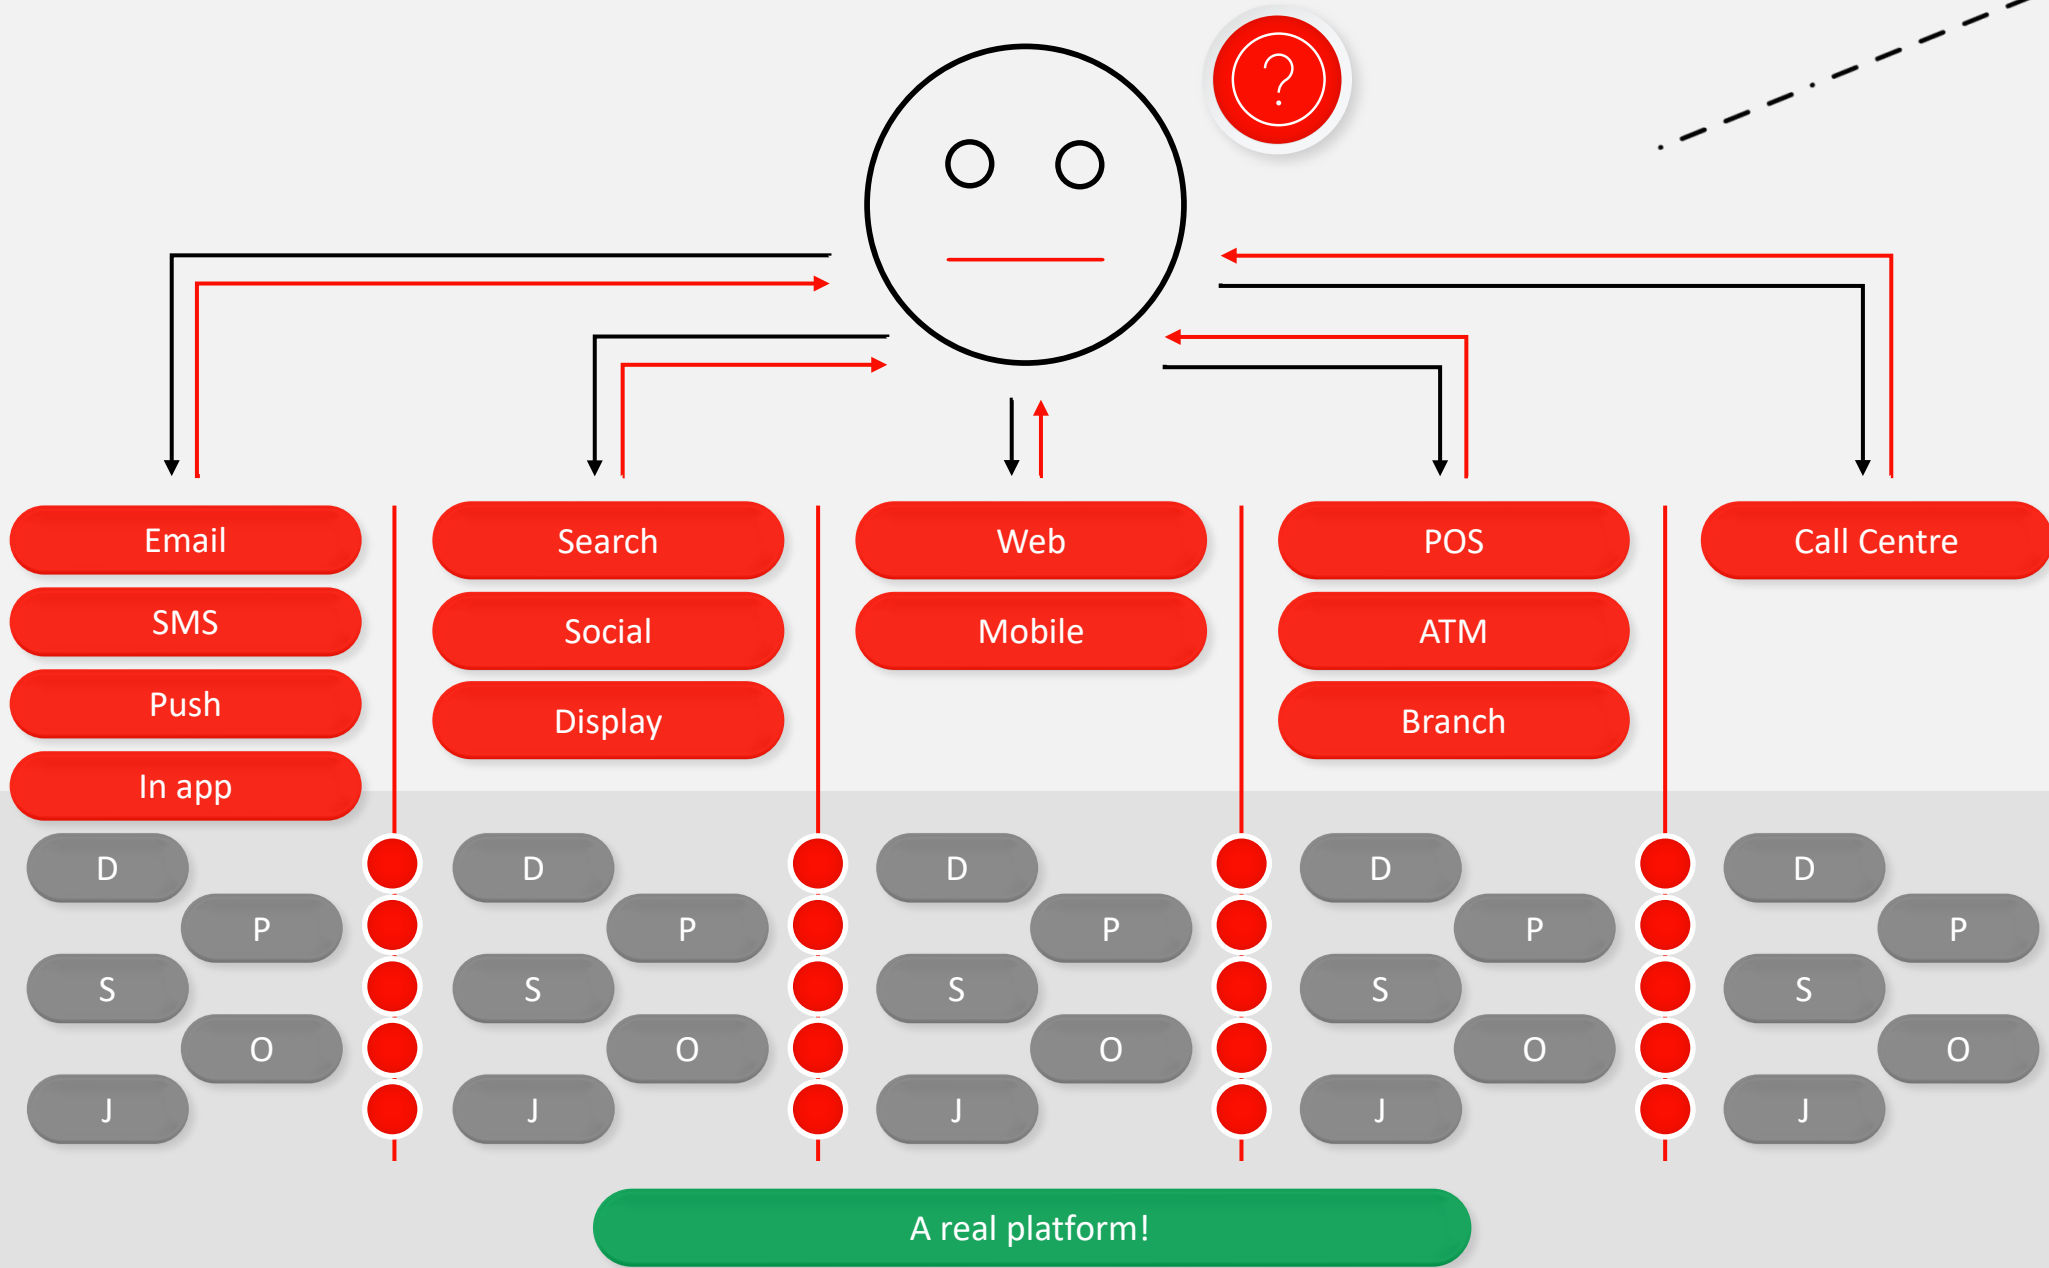 ?
Email
Search
Web
POS
Call Centre
SMS
Social
Mobile
ATM
Push
Display
Branch
In app
D
D
D
D
D
P
P
P
P
P
S
S
S
S
S
O
O
O
O
O
J
J
J
J
J
A real platform!